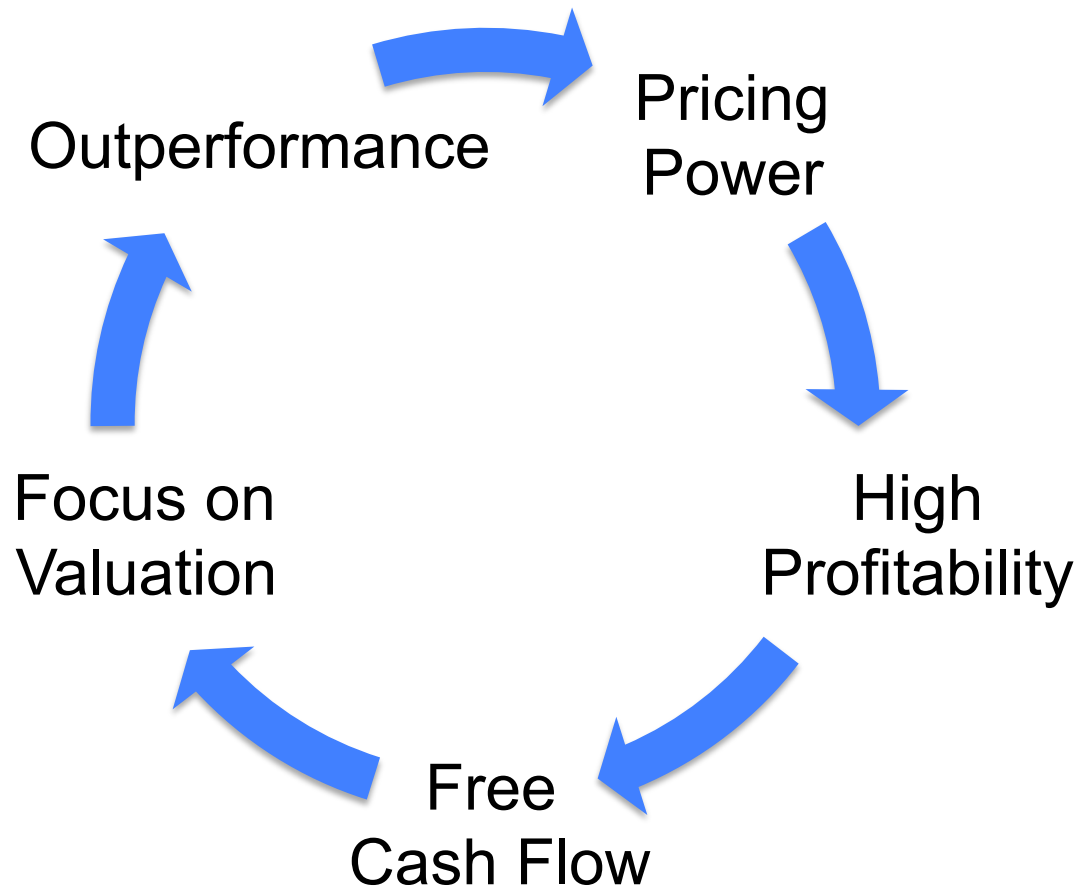 Outperformance
Pricing
Power
High
Profitability
Free
Cash Flow
Focus on
Valuation